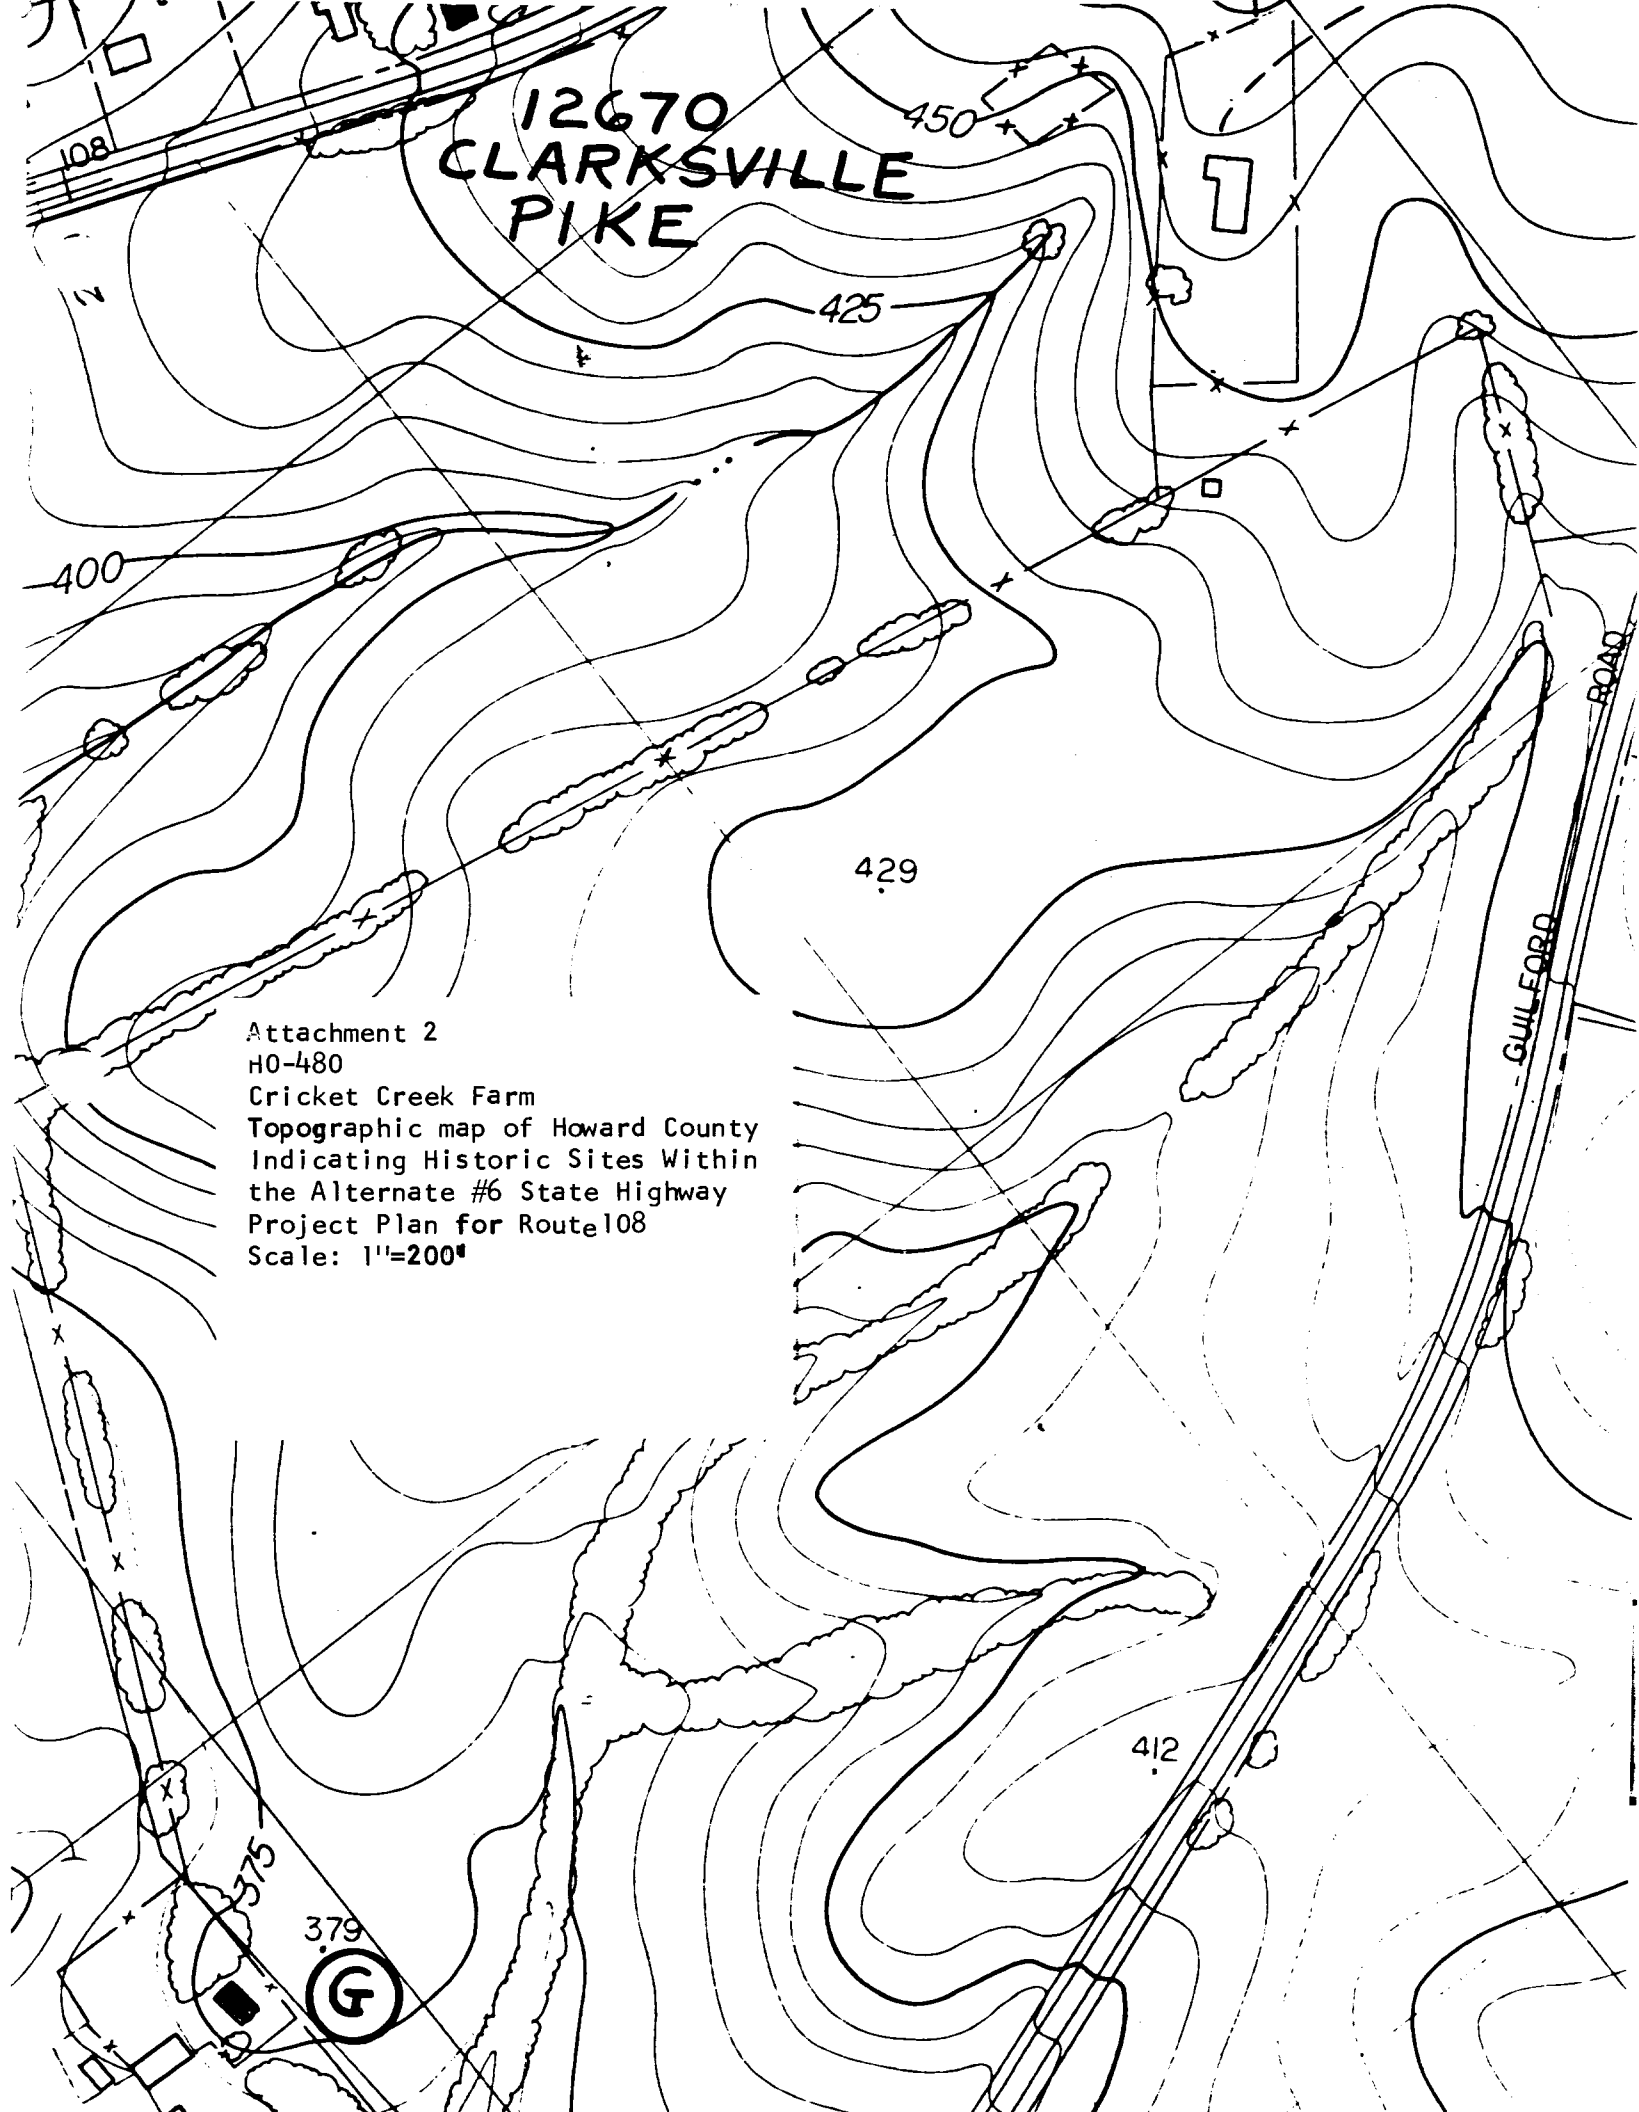 12670
CLARKSVILLE
PIKE
108
450
425
400
ROAD
429
GUILFORD
Attachment 2
HO-480
Cricket Creek Farm
Topographic map of Howard County
Indicating Historic Sites Within
the Alternate #6 State Highway
Project Plan for Route 108
Scale: 1"=200'
412
375
379
G